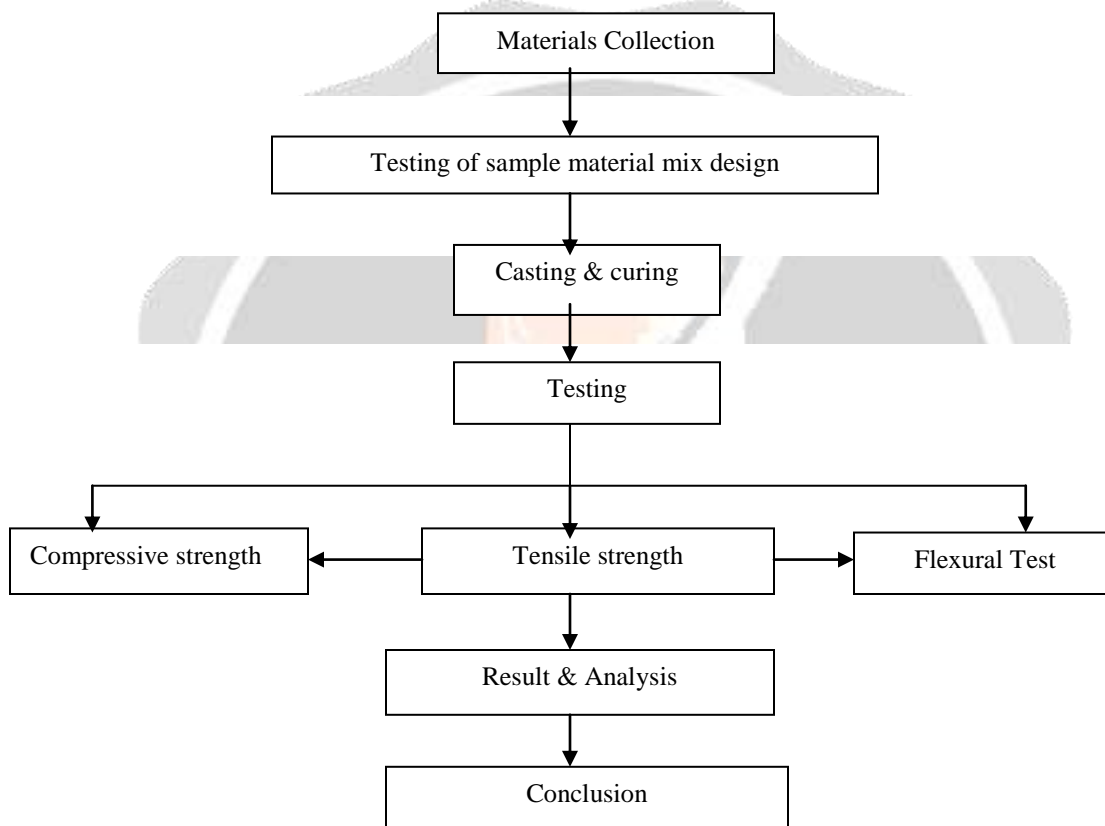 Materials Collection
Testing of sample material mix design
Casting & curing
Testing
Compressive strength
Tensile strength
Flexural Test
Result & Analysis
Conclusion